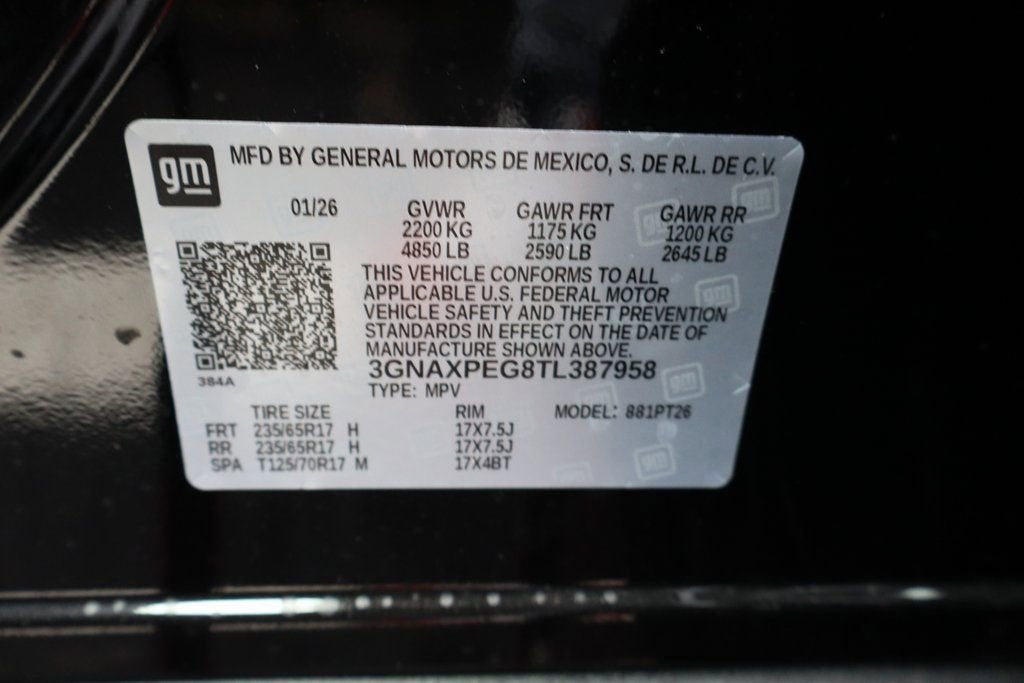 gm MFD BY GENERAL MOTORS DE MEXICO, S. DE R.L. DE C.V.
01/26 GVWR GAWR FRT GAWR RR
2200 KG 1175 KG 1200 KG
4850 LB 2590 LB 2645 LB
THIS VEHICLE CONFORMS TO ALL
APPLICABLE U.S. FEDERAL MOTOR
VEHICLE SAFETY AND THEFT PREVENTION
STANDARDS IN EFFECT ON THE DATE OF
MANUFACTURE SHOWN ABOVE.
3GNAXPEG8TL387958
384A
TYPE: MPV
TIRE SIZE RIM MODEL: 881PT26
FRT 235/65R17 H 17X7.5J
RR 235/65R17 H 17X7.5J
SPA T125/70R17 M 17X4BT